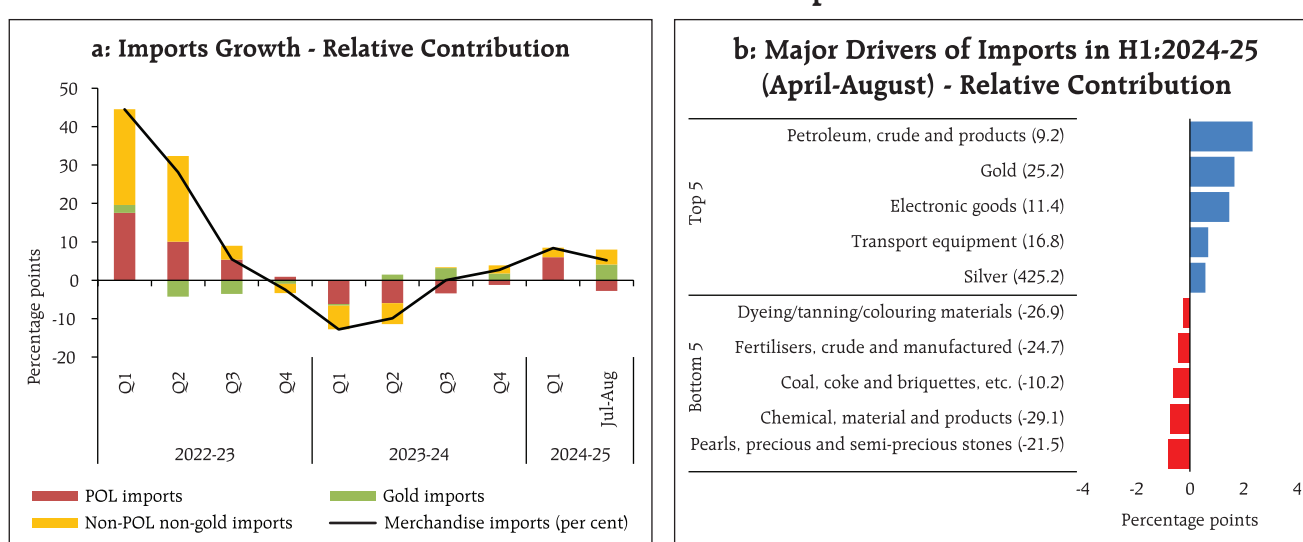 a: Imports Growth - Relative Contribution
50
40
30
20
10
0
-10
-20
Percentage points
Q1
Q2
Q3
Q4
Q1
Q2
Q3
Q4
Q1
Jul-Aug
2022-23
2023-24
2024-25
POL imports
Gold imports
Non-POL non-gold imports
Merchandise imports (per cent)
b: Major Drivers of Imports in H1:2024-25
(April-August) - Relative Contribution
Top 5
Petroleum, crude and products (9.2)
Gold (25.2)
Electronic goods (11.4)
Transport equipment (16.8)
Silver (425.2)
Bottom 5
Dyeing/tanning/colouring materials (-26.9)
Fertilisers, crude and manufactured (-24.7)
Coal, coke and briquettes, etc. (-10.2)
Chemical, material and products (-29.1)
Pearls, precious and semi-precious stones (-21.5)
-4
-2
0
2
4
Percentage points